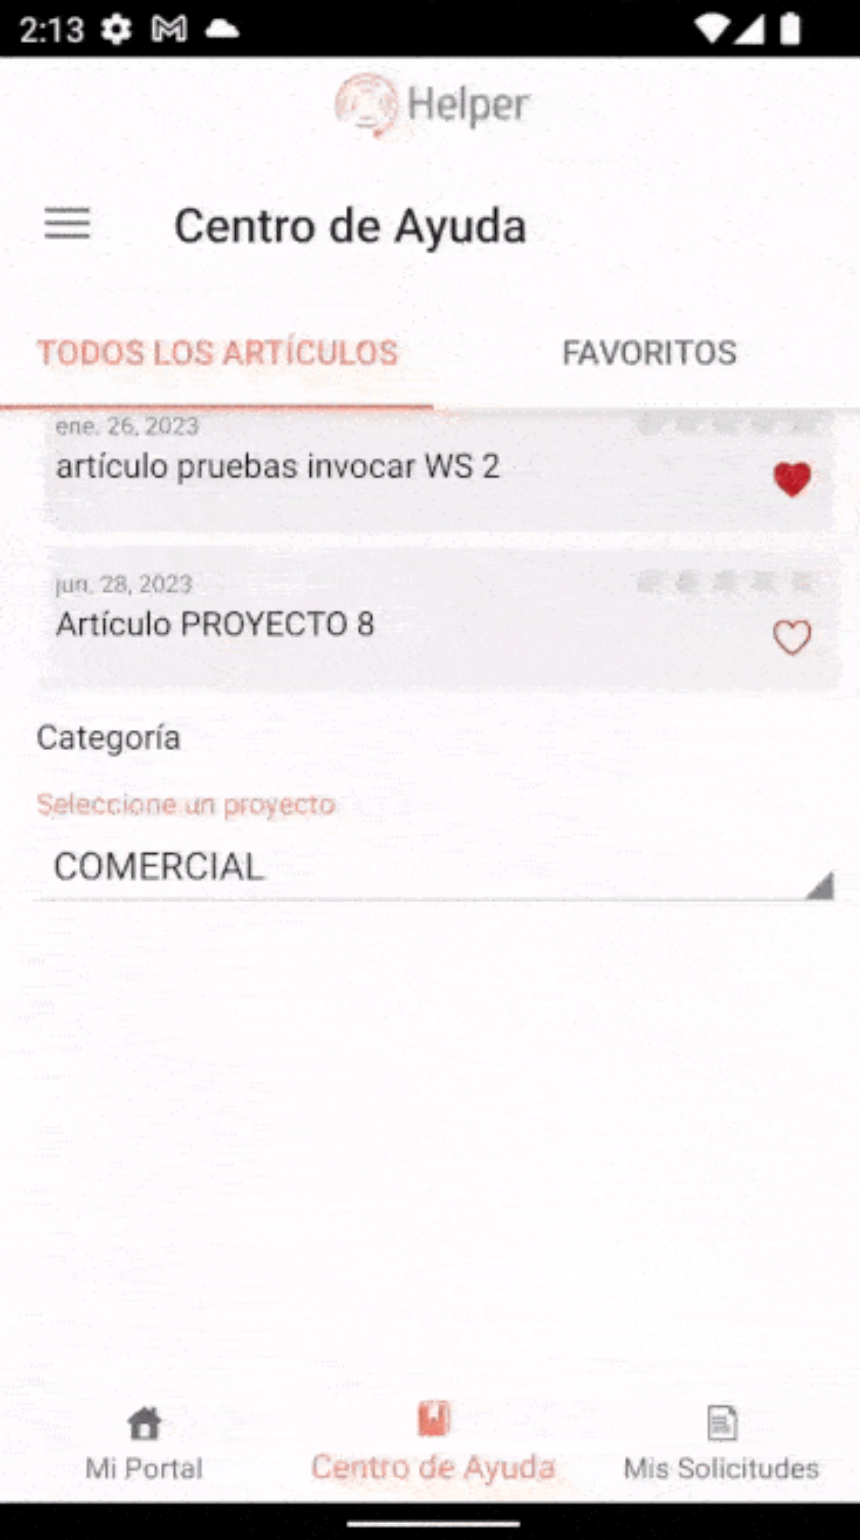 2:13
Helper
Centro de Ayuda
TODOS LOS ARTÍCULOS
FAVORITOS
ene. 26, 2023
artículo pruebas invocar WS 2
jun. 28, 2023
Artículo PROYECTO 8
Categoría
Seleccione un proyecto
COMERCIAL
Mi Portal
Centro de Ayuda
Mis Solicitudes